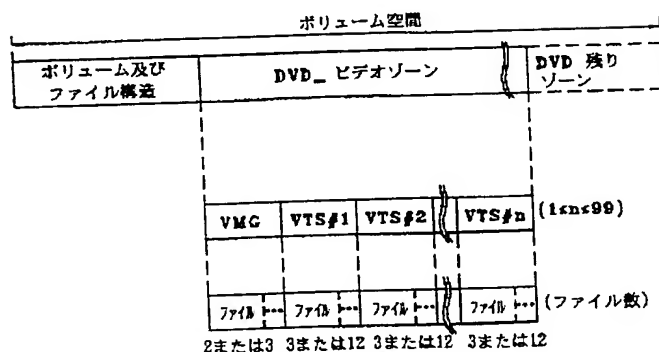 ボリューム空間
ボリューム及び
ファイル構造
DVD_ ビデオゾーン
DVD 残り
ゾーン
VMG VTS#1 VTS#2 VTS#n (1≤n≤99)
ファイル ファイル ファイル ファイル (ファイル数)
2または3 3または12 3または12 3または12